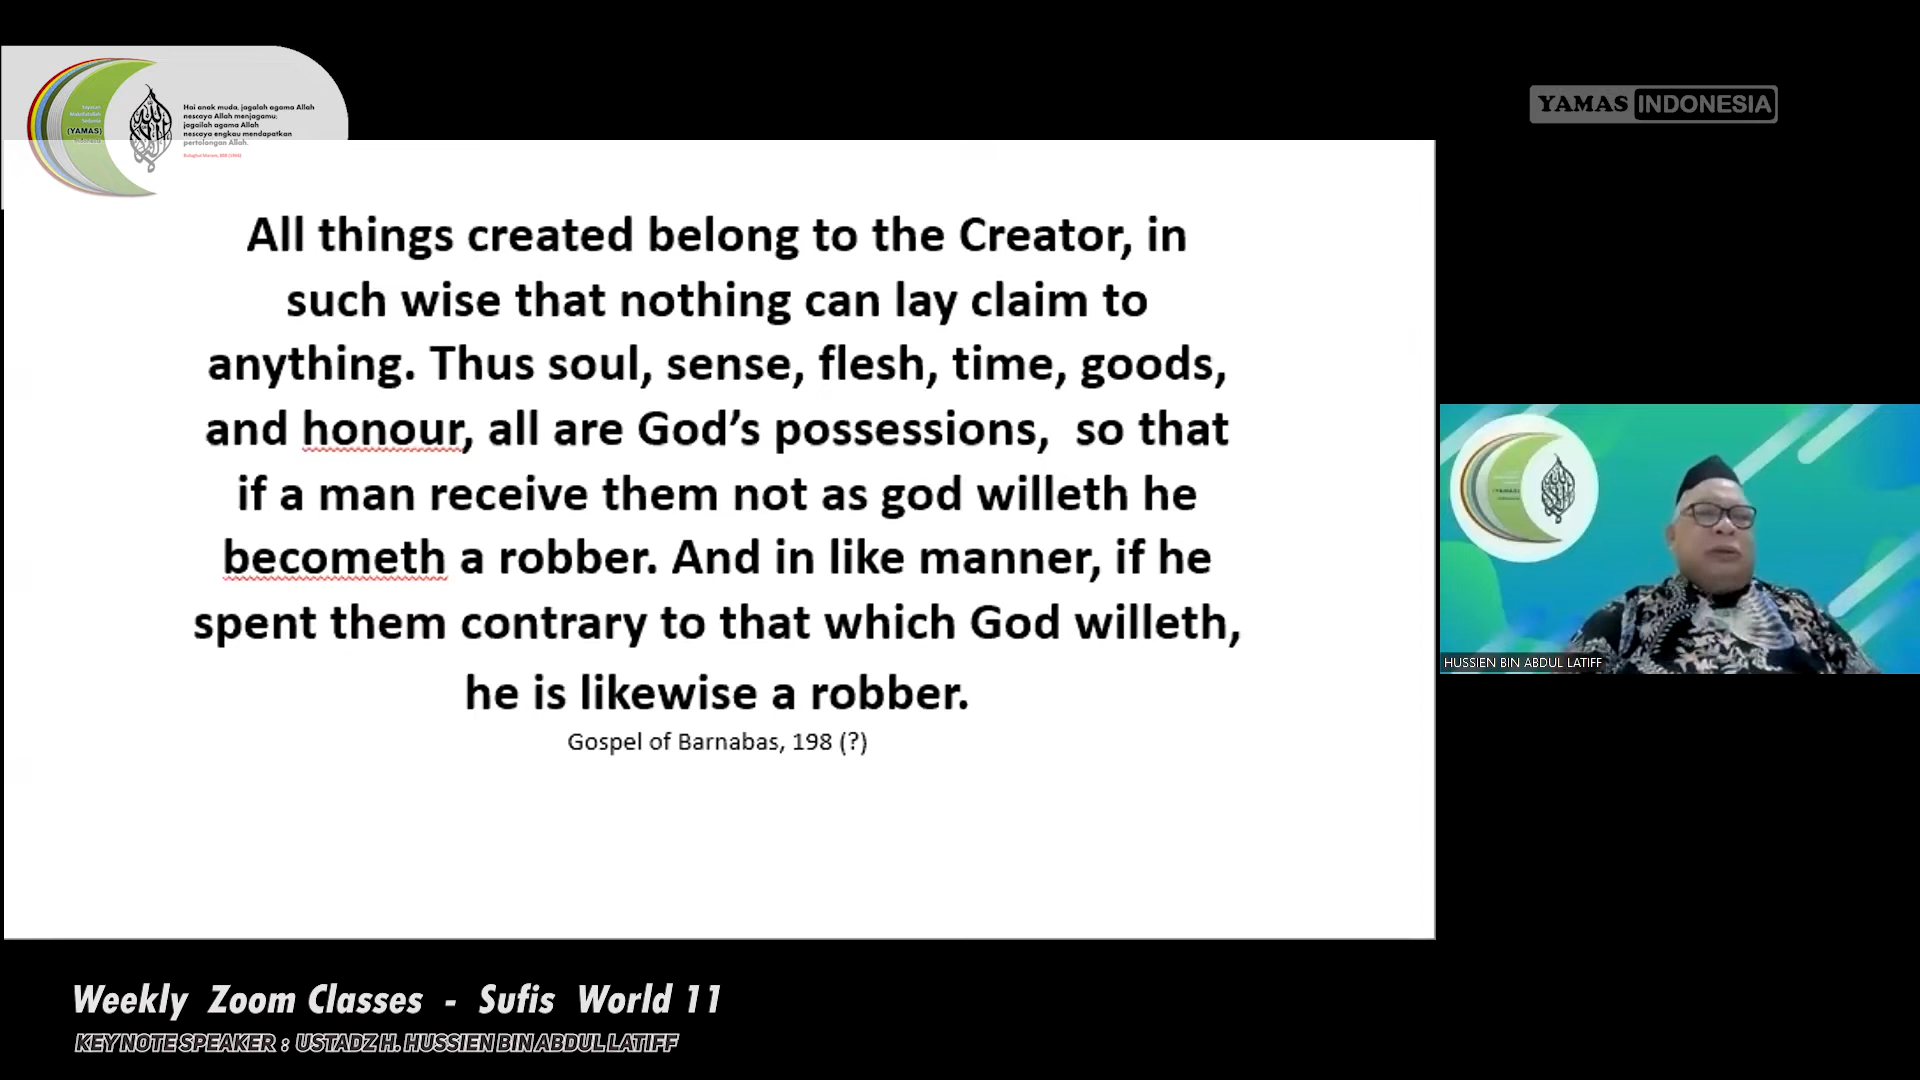 Yayasan
Makrifatullah
Sedunia
(YAMAS)
Indonesia
Hai anak muda, jagalah agama Allah
nescaya Allah menjagamu;
jagailah agama Allah
nescaya engkau mendapatkan
pertolongan Allah.
YAMAS INDONESIA
All things created belong to the Creator, in
such wise that nothing can lay claim to
anything. Thus soul, sense, flesh, time, goods,
and honour, all are God’s possessions,  so that
if a man receive them not as god willeth he
becometh a robber. And in like manner, if he
spent them contrary to that which God willeth,
he is likewise a robber.
Gospel of Barnabas, 198 (?)
HUSSIEN BIN ABDUL LATIFF
Weekly Zoom Classes - Sufis World 11
KEYNOTE SPEAKER : USTADZ H. HUSSIEN BIN ABDUL LATIFF